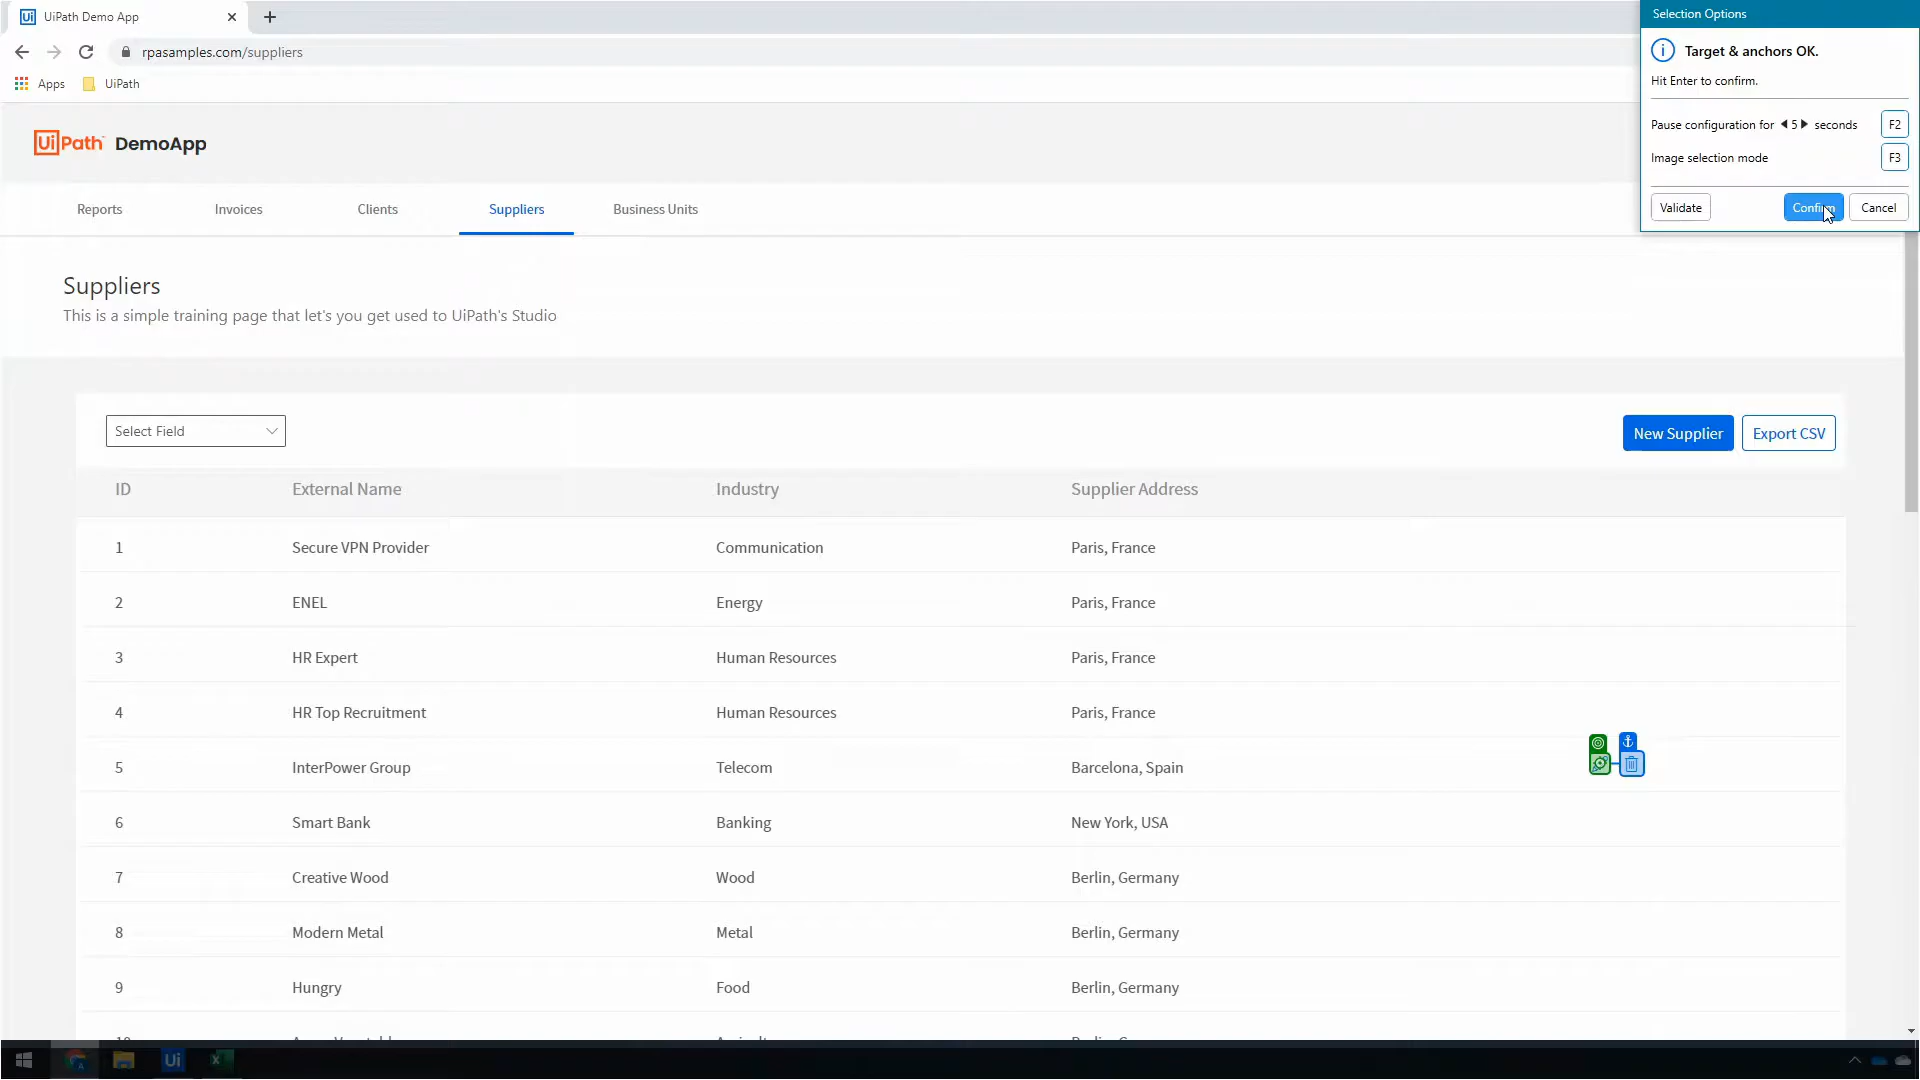 UiPath Demo App
Selection Options
rpasamples.com/suppliers
Target & anchors OK.
Hit Enter to confirm.
Apps
UiPath
Pause configuration for 5 seconds F2
Image selection mode F3
Ui Path DemoApp
Validate
Confirm
Cancel
Reports
Invoices
Clients
Suppliers
Business Units
Suppliers
This is a simple training page that let's you get used to UiPath's Studio
Select Field
New Supplier
Export CSV
ID External Name Industry Supplier Address
1 Secure VPN Provider Communication Paris, France
2 ENEL Energy Paris, France
3 HR Expert Human Resources Paris, France
4 HR Top Recruitment Human Resources Paris, France
5 InterPower Group Telecom Barcelona, Spain
6 Smart Bank Banking New York, USA
7 Creative Wood Wood Berlin, Germany
8 Modern Metal Metal Berlin, Germany
9 Hungry Food Berlin, Germany
Ui